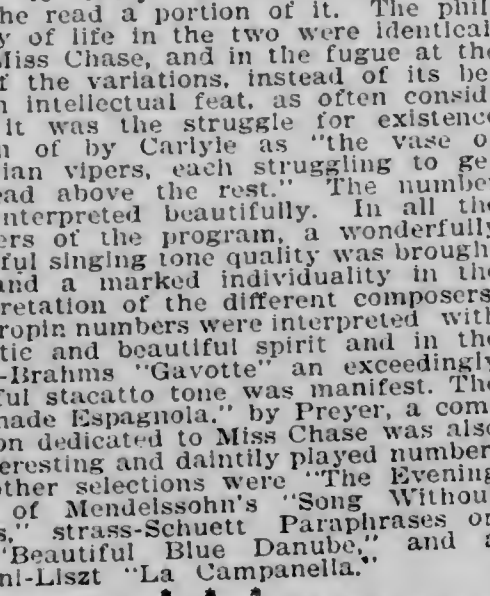 he read a portion of it. The phil
y of life in the two were identical
Miss Chase, and in the fugue at the
f the variations, instead of its be
n intellectual feat, as often consid
it was the struggle for existence
n of by Carlyle as "the vase o
ian vipers, each struggling to ge
ead above the rest." The number
nterpreted beautifully. In all the
ers of the program, a wonderfully
ful singing tone quality was brough
and a marked individuality in the
retation of the different composers
ropin numbers were interpreted with
tic and beautiful spirit and in the
-Brahms "Gavotte" an exceedingly
ful stacatto tone was manifest. The
nade Espagnola," by Preyer, a com
on dedicated to Miss Chase was also
eresting and daintily played number
other selections were "The Evening
of Mendelssohn's "Song Withou
s," strass-Schuett Paraphrases on
"Beautiful Blue Danube," and a
ni-Liszt "La Campanella."
* * *